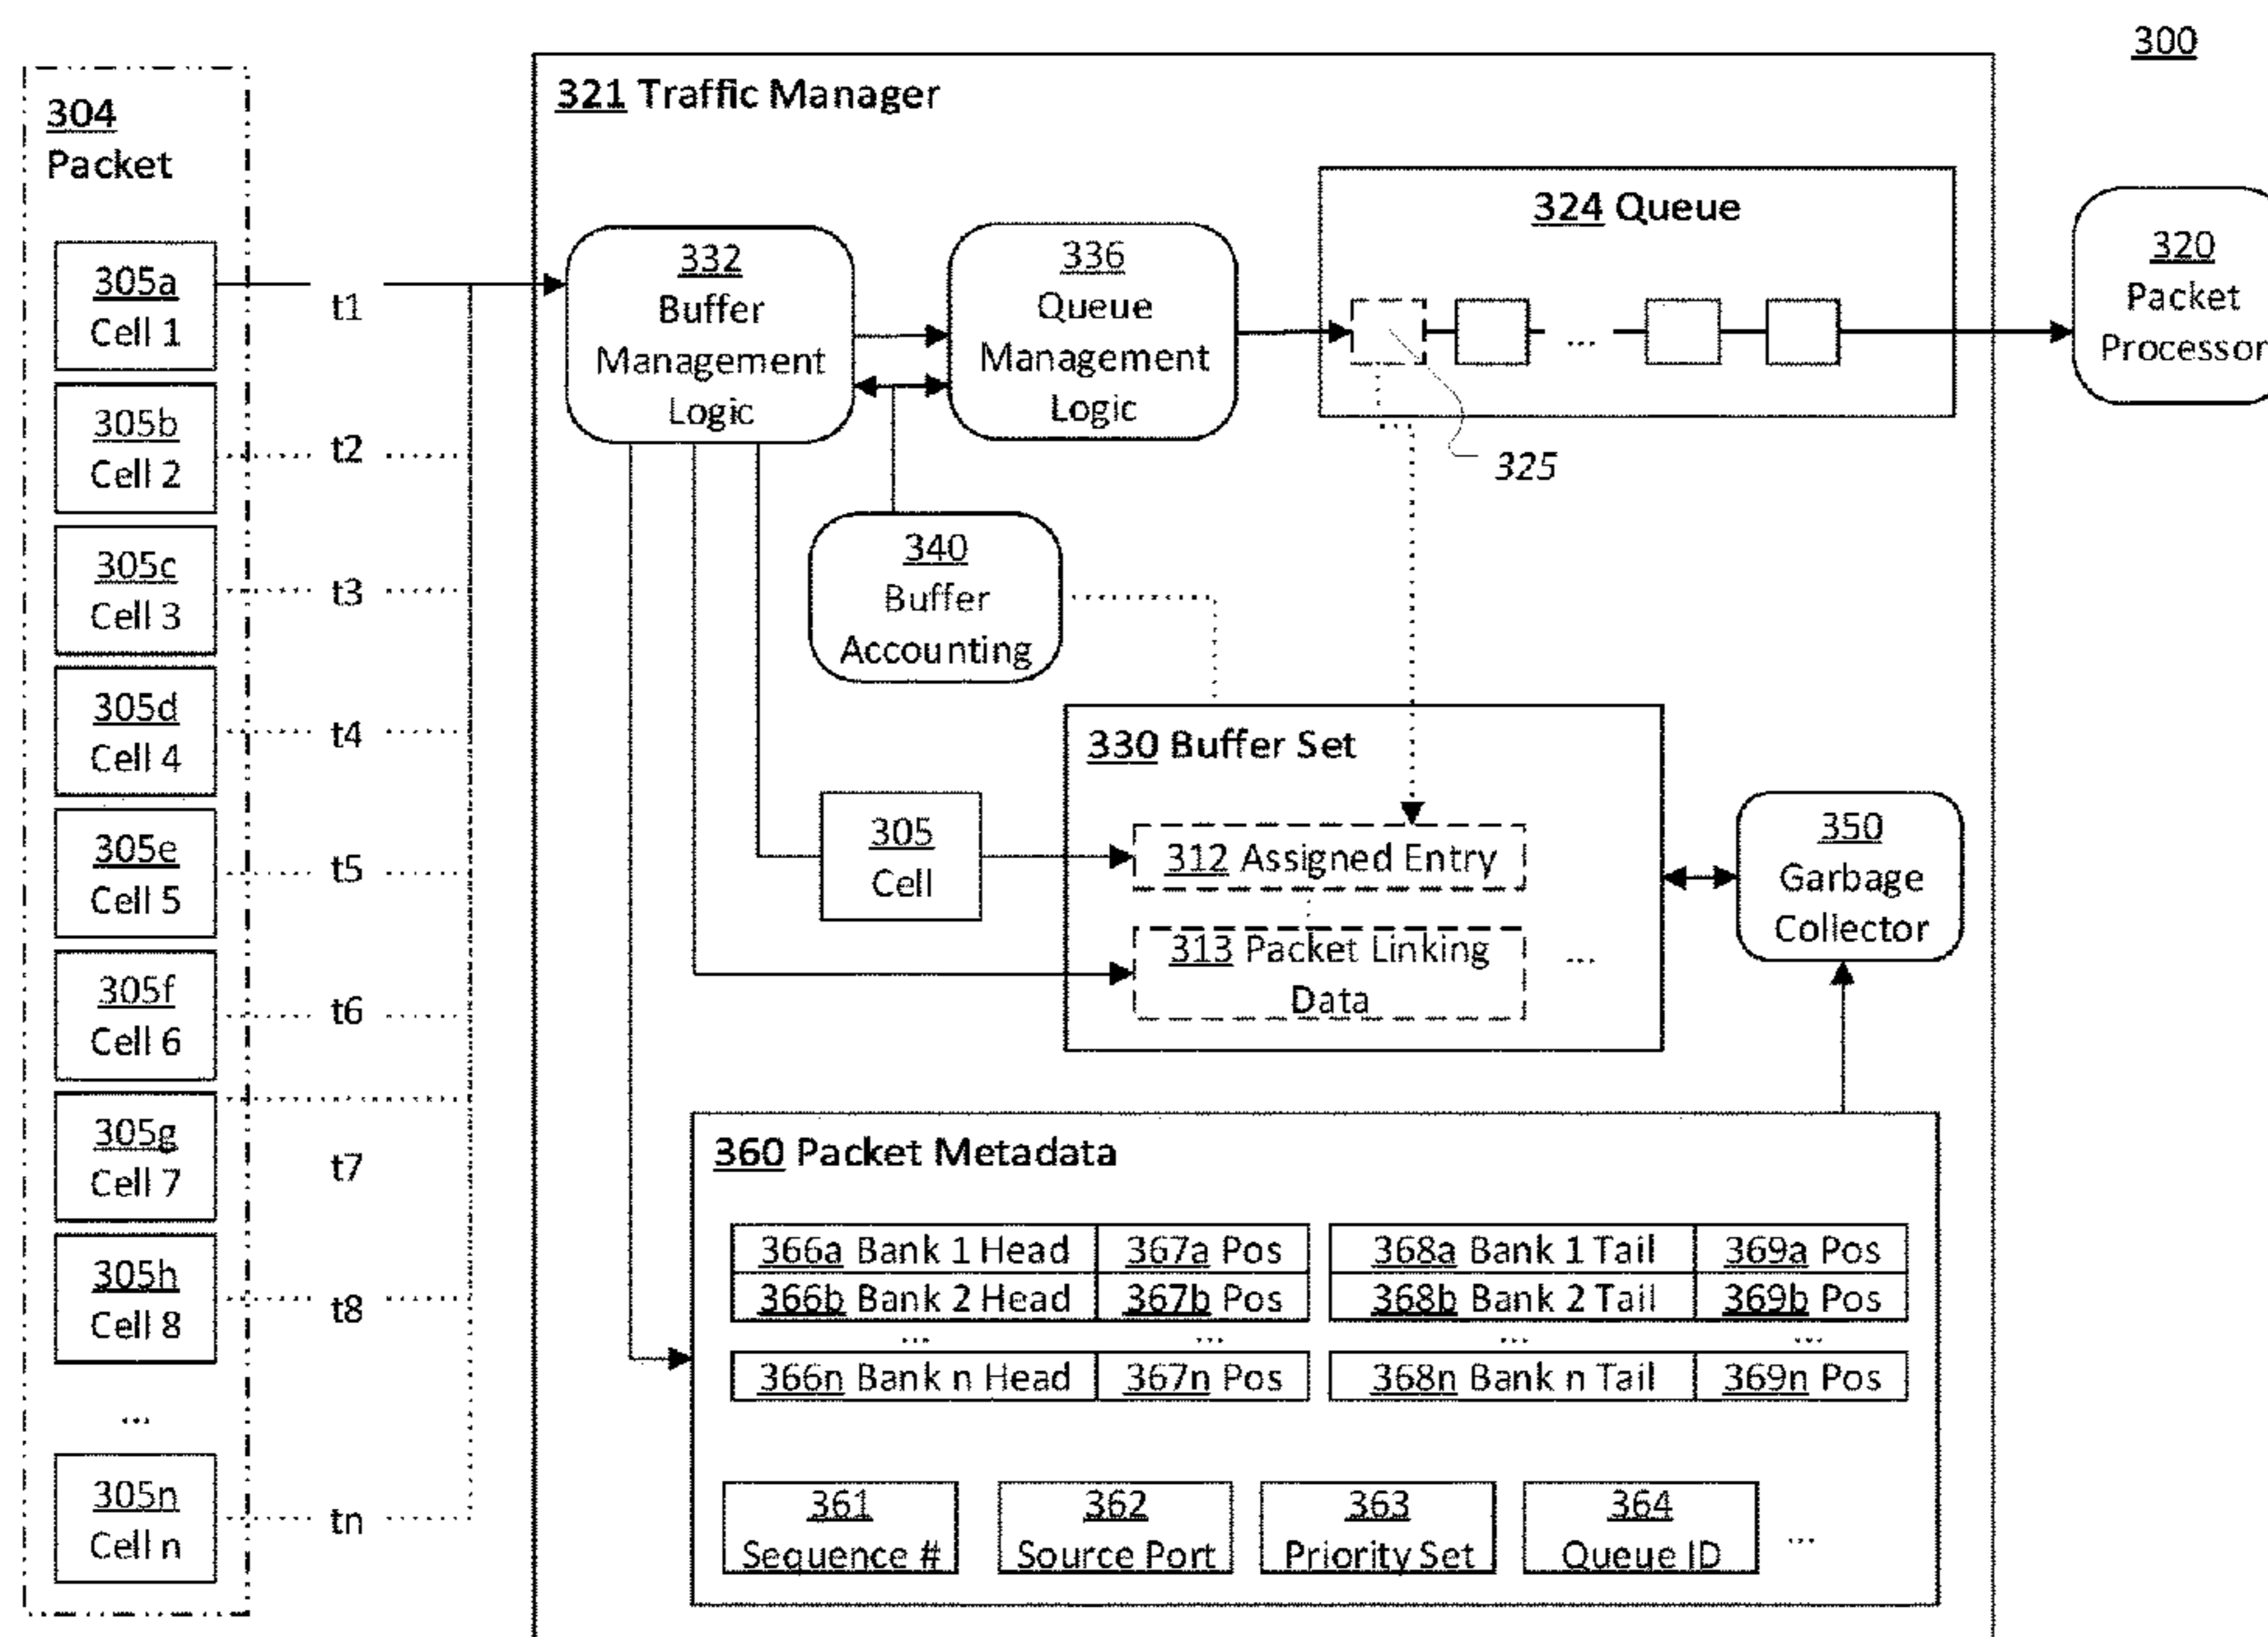 300
304
Packet
305a
Cell 1
305b
Cell 2
305c
Cell 3
305d
Cell 4
305e
Cell 5
305f
Cell 6
305g
Cell 7
305h
Cell 8
...
305n
Cell n
t1
t2
t3
t4
t5
t6
t7
t8
tn
321 Traffic Manager
332
Buffer
Management
Logic
336
Queue
Management
Logic
324 Queue
...
325
320
Packet
Processor
340
Buffer
Accounting
330 Buffer Set
305
Cell
312 Assigned Entry
313 Packet Linking
Data
...
350
Garbage
Collector
360 Packet Metadata
366a Bank 1 Head 367a Pos 368a Bank 1 Tail 369a Pos
366b Bank 2 Head 367b Pos 368b Bank 2 Tail 369b Pos
... ... ... ...
366n Bank n Head 367n Pos 368n Bank n Tail 369n Pos
361
Sequence #
362
Source Port
363
Priority Set
364
Queue ID
...